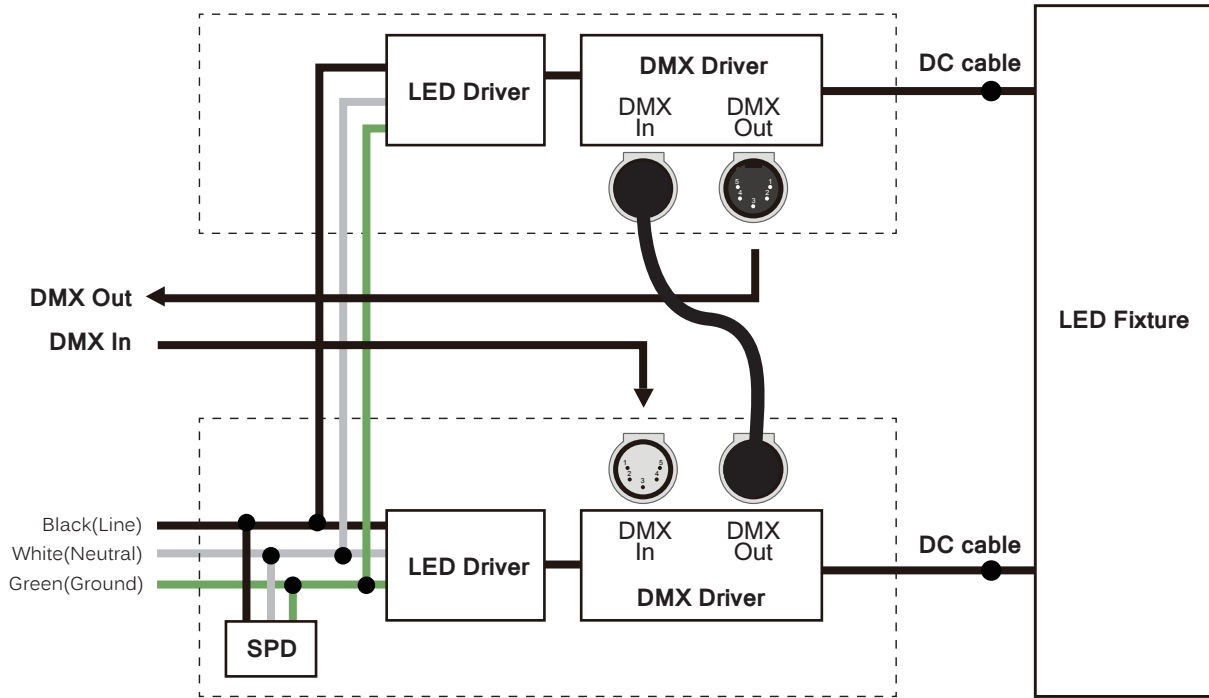 DMX Driver
DC cable
LED Driver
DMX
In
DMX
Out
5
1
4
2
3
DMX Out
DMX In
LED Fixture
1
5
2
4
3
Black(Line)
White(Neutral)
Green(Ground)
LED Driver
DMX
In
DMX
Out
DC cable
DMX Driver
SPD